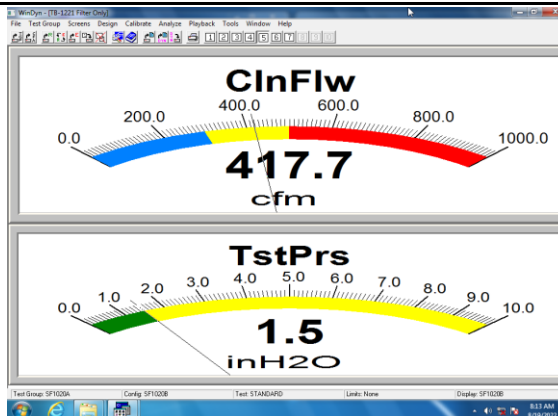 WinDyn - [TB-1221 Filter Only]
File Test Group Screens Design Calibrate Acquire Playback Tools Window Help
1 2 3 4 5 6 7
ClnFlw
0.0 200.0 400.0 600.0 800.0 1000.0
417.7
cfm
TstPrs
0.0 1.0 2.0 3.0 4.0 5.0 6.0 7.0 8.0 9.0 10.0
1.5
inH2O
Test Group: SF1020A Config: SF1020B Test: STANDARD Limits: None Display: SF1020B
8:13 AM